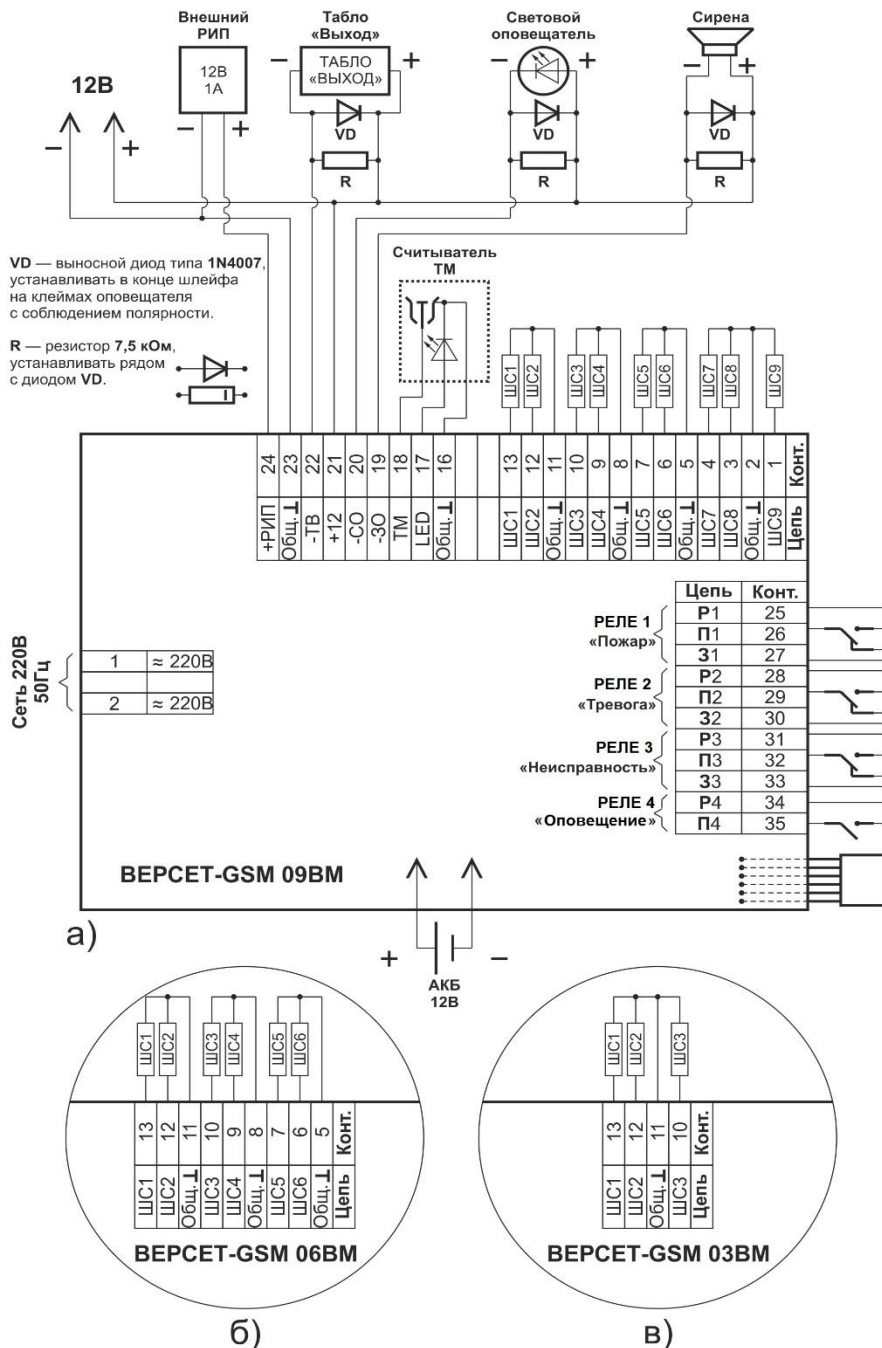 Внешний
РИП
Табло
«Выход»
Световой
оповещатель
Сирена
12В
12В
1А
ТАБЛО
«ВЫХОД»
− + − + − + − + − +
VD VD VD
R R R
VD — выносной диод типа 1N4007,
устанавливать в конце шлейфа
на клеймах оповещателя
с соблюдением полярности.
R — резистор 7,5 кОм,
устанавливать рядом
с диодом VD.
Считыватель
ТМ
ШС1 ШС2 ШС3 ШС4 ШС5 ШС6 ШС7 ШС8 ШС9
24 23 22 21 20 19 18 17 16 13 12 11 10 9 8 7 6 5 4 3 2 1 Конт.
+РИП Общ. -ТВ +12 -СО -ЗО ТМ LED Общ. ШС1 ШС2 Общ. ШС3 ШС4 Общ. ШС5 ШС6 Общ. ШС7 ШС8 Общ. ШС9 Цепь
Цепь Конт.
РЕЛЕ 1
«Пожар»
Р1 25
П1 26
З1 27
РЕЛЕ 2
«Тревога»
Р2 28
П2 29
З2 30
РЕЛЕ 3
«Неисправность»
Р3 31
П3 32
З3 33
РЕЛЕ 4
«Оповещение»
Р4 34
П4 35
Сеть 220В
50Гц
1 ≈ 220В
2 ≈ 220В
ВЕРСЕТ-GSM 09ВМ
а)
+ −
АКБ
12В
ШС1 ШС2 ШС3 ШС4 ШС5 ШС6
13 12 11 10 9 8 7 6 5 Конт.
ШС1 ШС2 Общ. ШС3 ШС4 Общ. ШС5 ШС6 Общ. Цепь
ВЕРСЕТ-GSM 06ВМ
б)
ШС1 ШС2 ШС3
13 12 11 10 Конт.
ШС1 ШС2 Общ. ШС3 Цепь
ВЕРСЕТ-GSM 03ВМ
в)